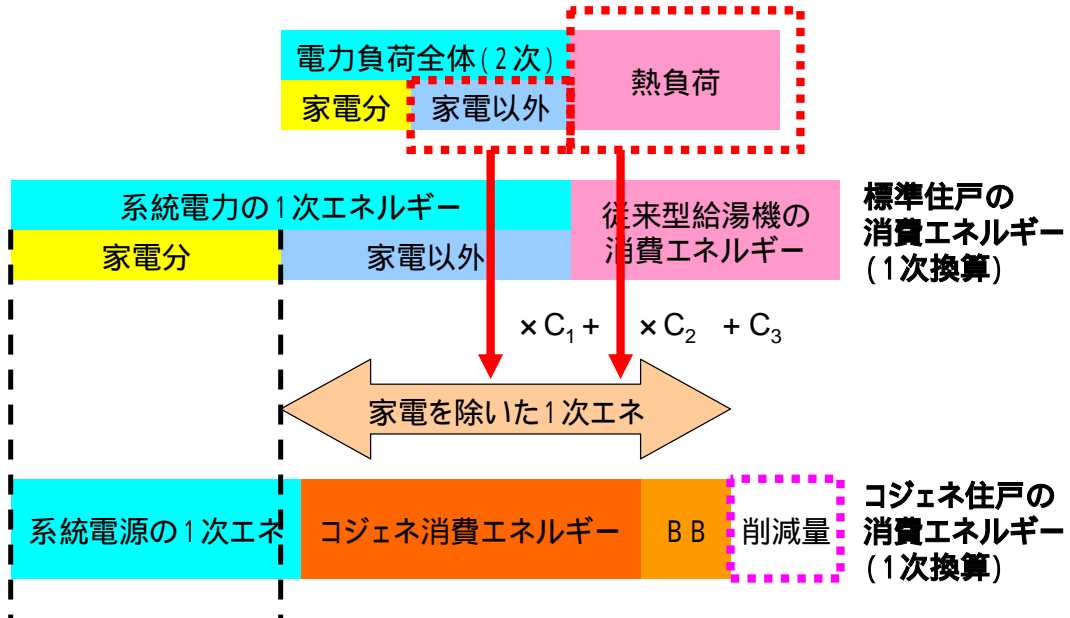 電力負荷全体(2次)
熱負荷
家電分
家電以外
系統電力の1次エネルギー
従来型給湯機の
消費エネルギー
家電分
家電以外
標準住戸の
消費エネルギー
(1次換算)
×C₁+ ×C₂ +C₃
家電を除いた1次エネ
系統電源の1次エネ
コジェネ消費エネルギー
BB
削減量
コジェネ住戸の
消費エネルギー
(1次換算)